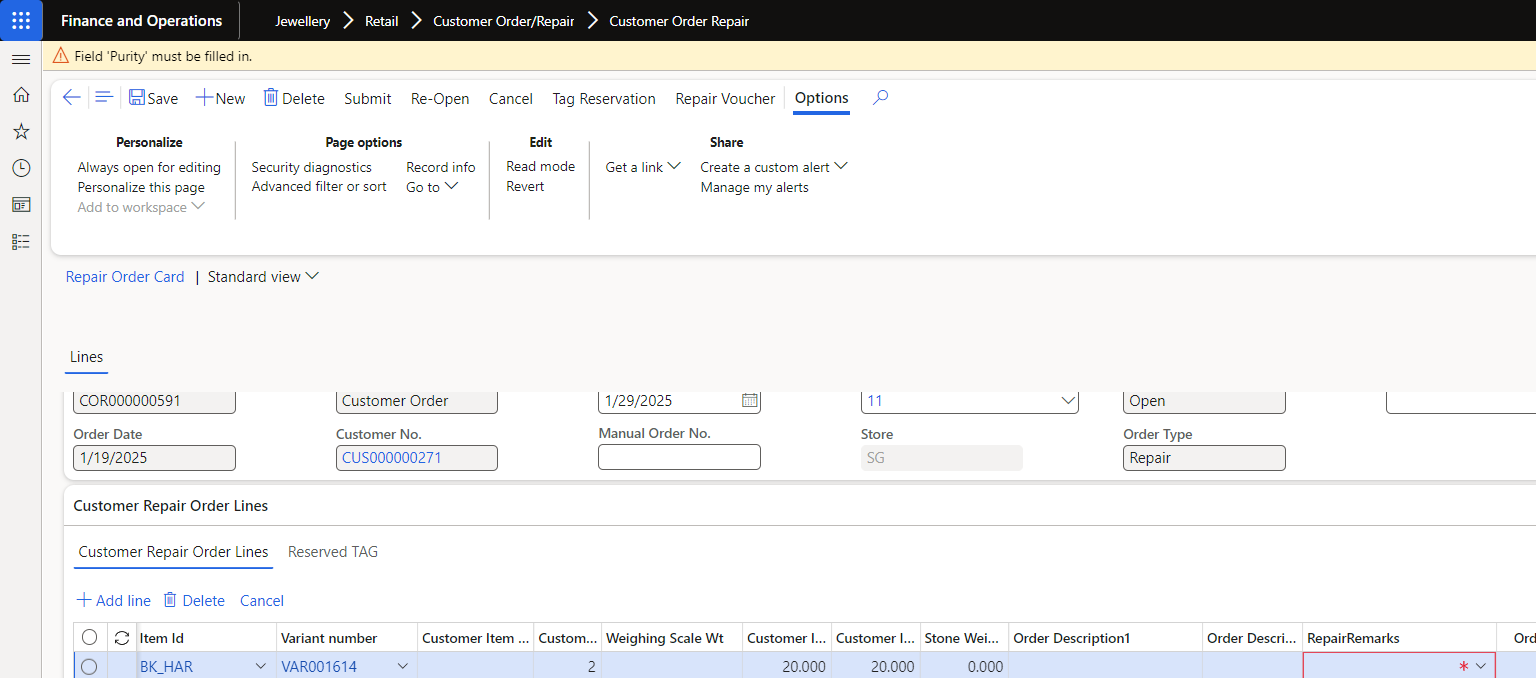 Finance and Operations
Jewellery Retail Customer Order/Repair Customer Order Repair
Field 'Purity' must be filled in.
Save New Delete Submit Re-Open Cancel Tag Reservation Repair Voucher Options
Personalize Page options Edit Share
Always open for editing Security diagnostics Record info Read mode Get a link Create a custom alert
Personalize this page Advanced filter or sort Go to Revert Manage my alerts
Add to workspace
Repair Order Card | Standard view
Lines
COR000000591 Customer Order 1/29/2025 11 Open
Order Date Customer No. Manual Order No. Store Order Type
1/19/2025 CUS000000271 SG Repair
Customer Repair Order Lines
Customer Repair Order Lines Reserved TAG
Add line Delete Cancel
Item Id Variant number Customer Item ... Custom... Weighing Scale Wt Customer I... Customer I... Stone Wei... Order Description1 Order Descri... RepairRemarks Ord
BK_HAR VAR001614 2 20.000 20.000 0.000 *